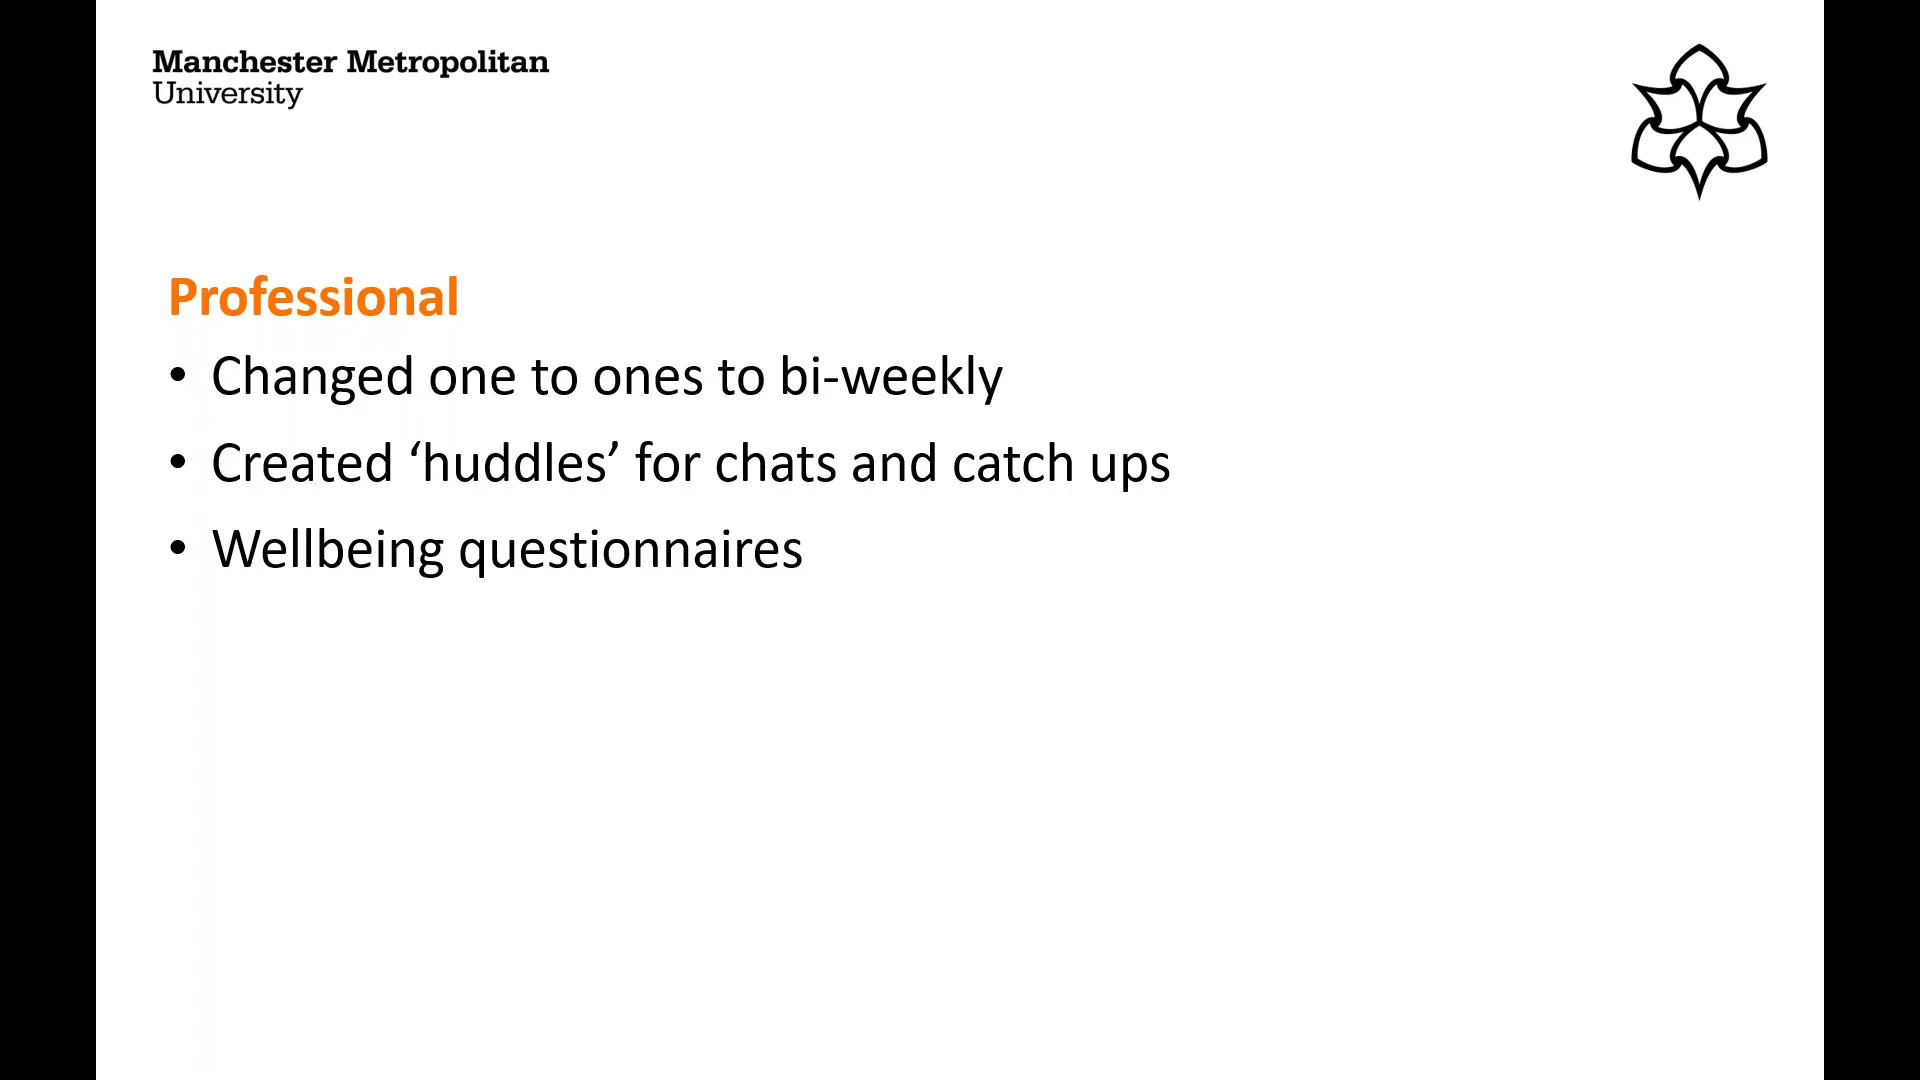 Manchester Metropolitan
University
Professional
• Changed one to ones to bi-weekly
• Created ‘huddles’ for chats and catch ups
• Wellbeing questionnaires